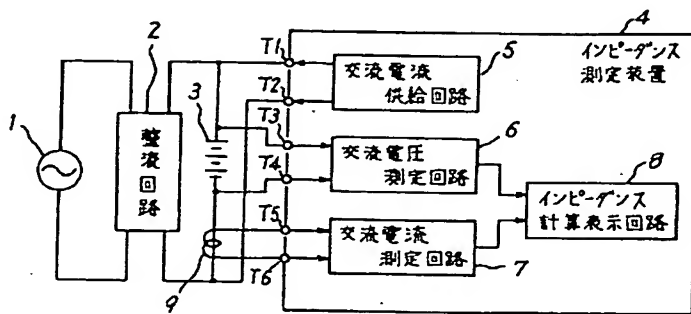 4
2
T1
5
インピーダンス
測定装置
交流電流
供給回路
T2
1
整流回路
3
T3
6
交流電圧
測定回路
T4
8
インピーダンス
計算表示回路
T5
交流電流
測定回路
9
T6
7